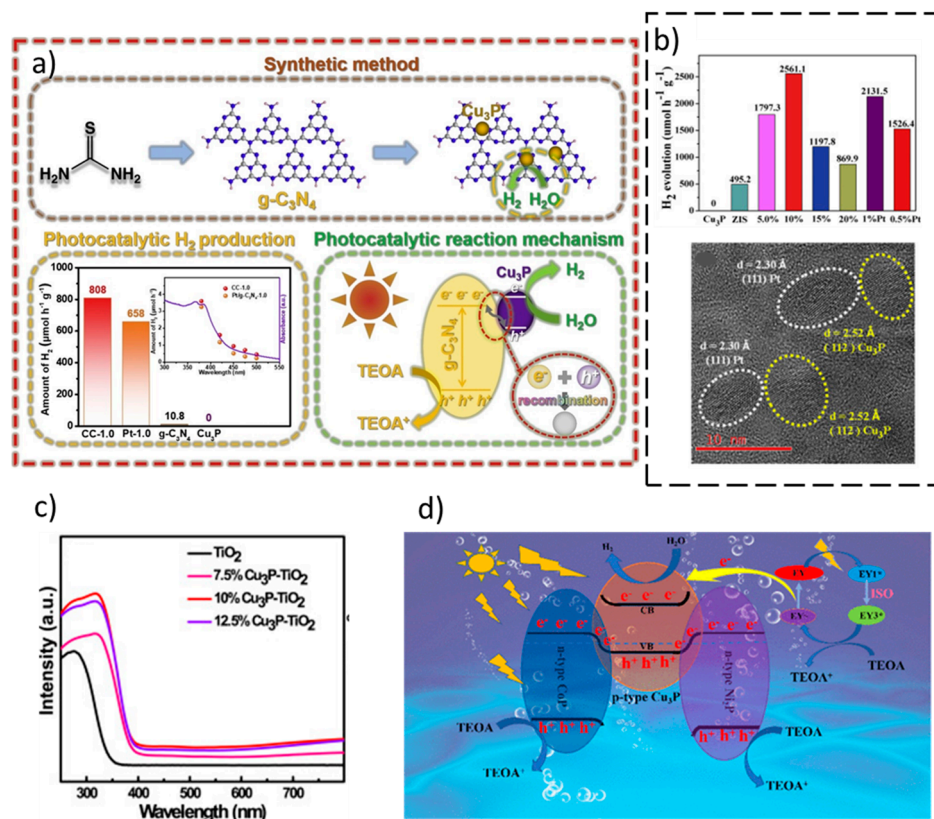 a)
Synthetic method
S
H₂N
NH₂
g-C₃N₄
Cu₃P
H₂ H₂O
Photocatalytic H₂ production
Amount of H₂ (μmol h⁻¹ g⁻¹)
1000
800
600
400
200
0
808
658
10.8
0
CC-1.0 Pt-1.0 g-C₃N₄ Cu₃P
Amount of H₂ (μmol h⁻¹)
CC-1.0
Pt/g-C₃N₄-1.0
Absorbance (a.u.)
300 350 400 450 500 550
Wavelength (nm)
Photocatalytic reaction mechanism
Cu₃P
e⁻
h⁺
H₂
H₂O
e⁻ e⁻ e⁻
g-C₃N₄
h⁺ h⁺ h⁺
TEOA
TEOA⁺
e⁻ + h⁺
recombination
b)
H₂ evolution (umol h⁻¹ g⁻¹)
2500
2000
1500
1000
500
0
0
495.2
1797.3
2561.1
1197.8
869.9
2131.5
1526.4
Cu₃P ZIS 5.0% 10% 15% 20% 1%Pt 0.5%Pt
d = 2.30 Å
(111) Pt
d = 2.52 Å
(112) Cu₃P
d = 2.30 Å
(111) Pt
d = 2.52 Å
(112) Cu₃P
10 nm
c)
Intensity (a.u.)
TiO₂
7.5% Cu₃P-TiO₂
10% Cu₃P-TiO₂
12.5% Cu₃P-TiO₂
300 400 500 600 700
Wavelength (nm)
d)
H₂
H₂O
e⁻ e⁻ e⁻
CB
e⁻ e⁻ e⁻
VB
h⁺ h⁺ h⁺
n-type CoP
p-type Cu₃P
n-type Ni₂P
e⁻ e⁻
e⁻
e⁻
e⁻
h⁺ h⁺ h⁺
h⁺ h⁺ h⁺
TEOA
TEOA⁺
TEOA
TEOA⁺
EY
EY1*
ISO
EY3*
EY⁻
TEOA⁺
TEOA